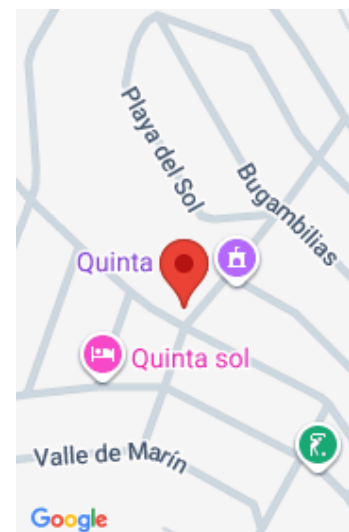 Playa del Sol
Bugambilias
Quinta
Quinta sol
Valle de Marín
Google